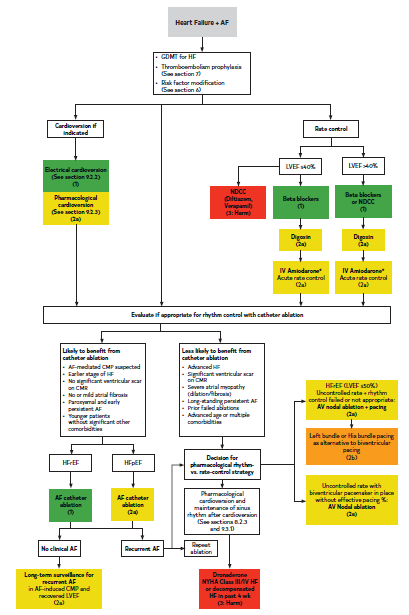 Heart Failure + AF
• GDMT for HF
• Thromboembolism prophylaxis
(See section 7)
• Risk factor modification
(See section 6)
Cardioversion if
indicated
Rate control
Electrical cardioversion
(See section 9.2.2)
(1)
Pharmacological
cardioversion
(See section 9.2.3)
(2a)
LVEF ≤40%
LVEF >40%
NDCC
(Diltiazem,
Verapamil)
(3: Harm)
Beta blockers
(1)
Beta blockers
or NDCC
(1)
Digoxin
(2a)
Digoxin
(2a)
IV Amiodarone*
Acute rate control
(2a)
IV Amiodarone*
Acute rate control
(2a)
Evaluate if appropriate for rhythm control with catheter ablation
Likely to benefit from
catheter ablation
• AF-mediated CMP suspected
• Earlier stage of HF
• No significant ventricular scar
on CMR
• No or mild atrial fibrosis
• Paroxysmal and early
persistent AF
• Younger patients
without significant other
comorbidities
Less likely to benefit from
catheter ablation
• Advanced HF
• Significant ventricular scar
on CMR
• Severe atrial myopathy
(dilation/fibrosis)
• Long-standing persistent AF
• Prior failed ablations
• Advanced age or multiple
comorbidities
HFrEF (LVEF ≤50%)
Uncontrolled rate + rhythm
control failed or not appropriate:
AV nodal ablation + pacing
(2a)
Left bundle or His bundle pacing
as alternative to biventricular
pacing
(2b)
HFrEF
HFpEF
Decision for
pharmacological rhythm-
vs. rate-control strategy
Uncontrolled rate with
biventricular pacemaker in place
without effective pacing %:
AV Nodal ablation
(2a)
AF catheter
ablation
(1)
AF catheter
ablation
(2a)
Pharmacological
cardioversion and
maintenance of sinus
rhythm after cardioversion
(See sections 8.2.3
and 9.3.1)
No clinical AF
Recurrent AF
Repeat
ablation
Long-term surveillance for
recurrent AF
in AF-induced CMP and
recovered LVEF
(2a)
Dronedarone
NYHA Class III/IV HF
or decompensated
HF in past 4 wk
(3: Harm)